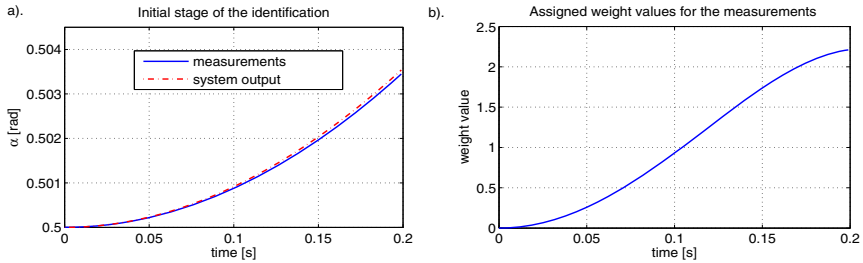 a).
Initial stage of the identification
0.504
0.503
0.502
0.501
0.5
α [rad]
measurements
system output
0
0.05
0.1
0.15
0.2
time [s]
b).
Assigned weight values for the measurements
2.5
2
1.5
1
0.5
0
weight value
0
0.05
0.1
0.15
0.2
time [s]